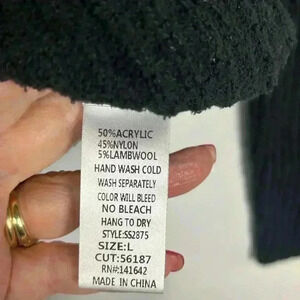 50%ACRYLIC
45%NYLON
5%LAMBWOOL
HAND WASH COLD
WASH SEPARATELY
COLOR WILL BLEED
NO BLEACH
HANG TO DRY
STYLE:SS2875
SIZE:L
CUT:56187
RN#:141642
MADE IN CHINA